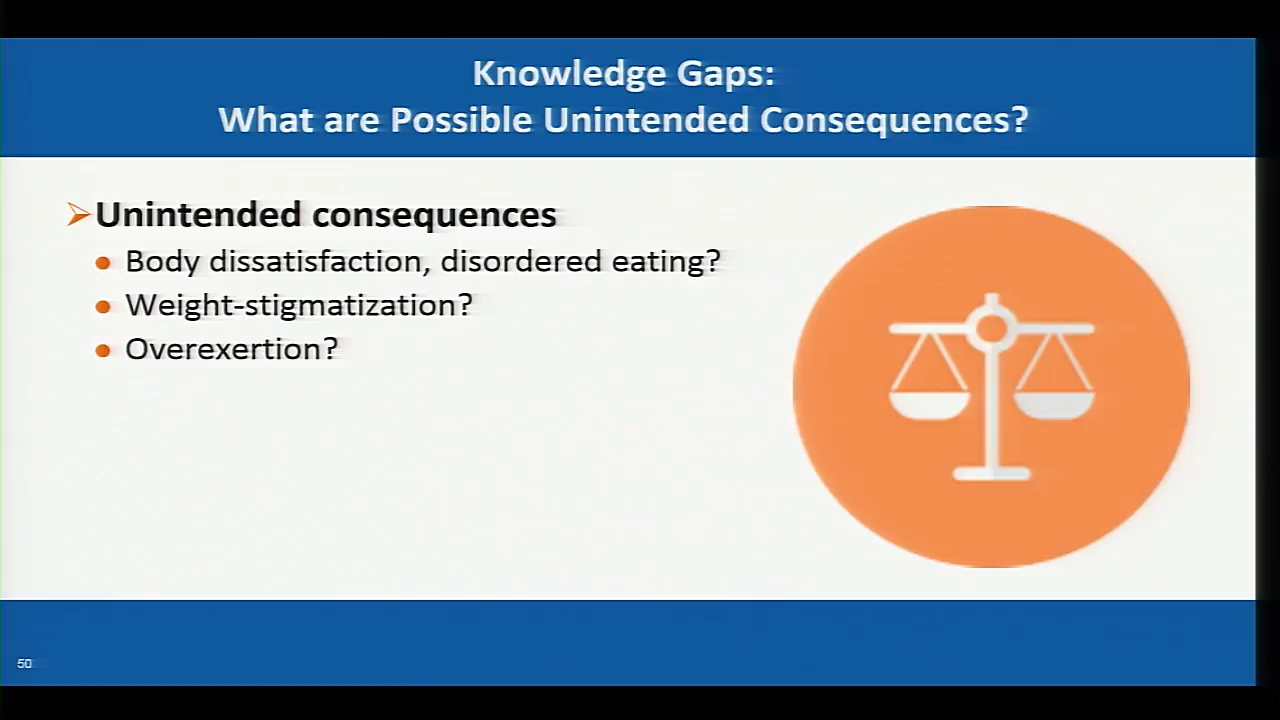 Knowledge Gaps:
What are Possible Unintended Consequences?
Unintended consequences
Body dissatisfaction, disordered eating?
Weight-stigmatization?
Overexertion?
50